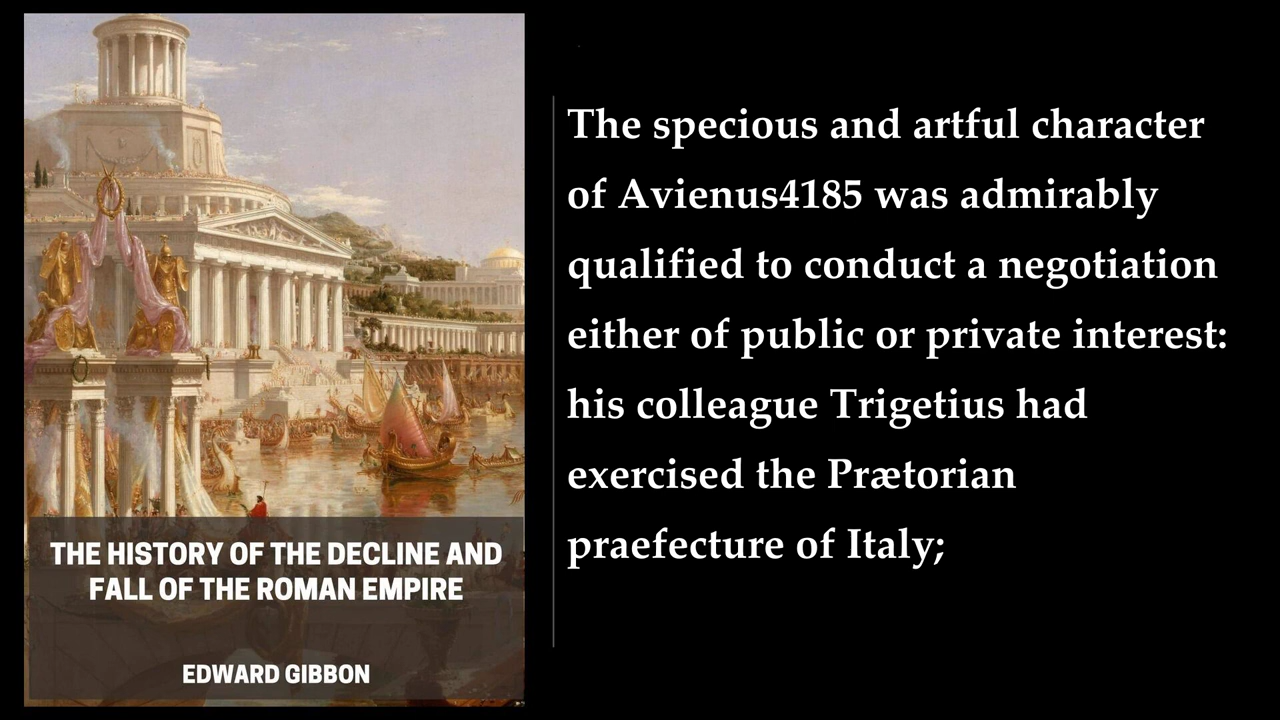 THE HISTORY OF THE DECLINE AND
FALL OF THE ROMAN EMPIRE
EDWARD GIBBON
The specious and artful character
of Avienus4185 was admirably
qualified to conduct a negotiation
either of public or private interest:
his colleague Trigetius had
exercised the Prætorian
praefecture of Italy;